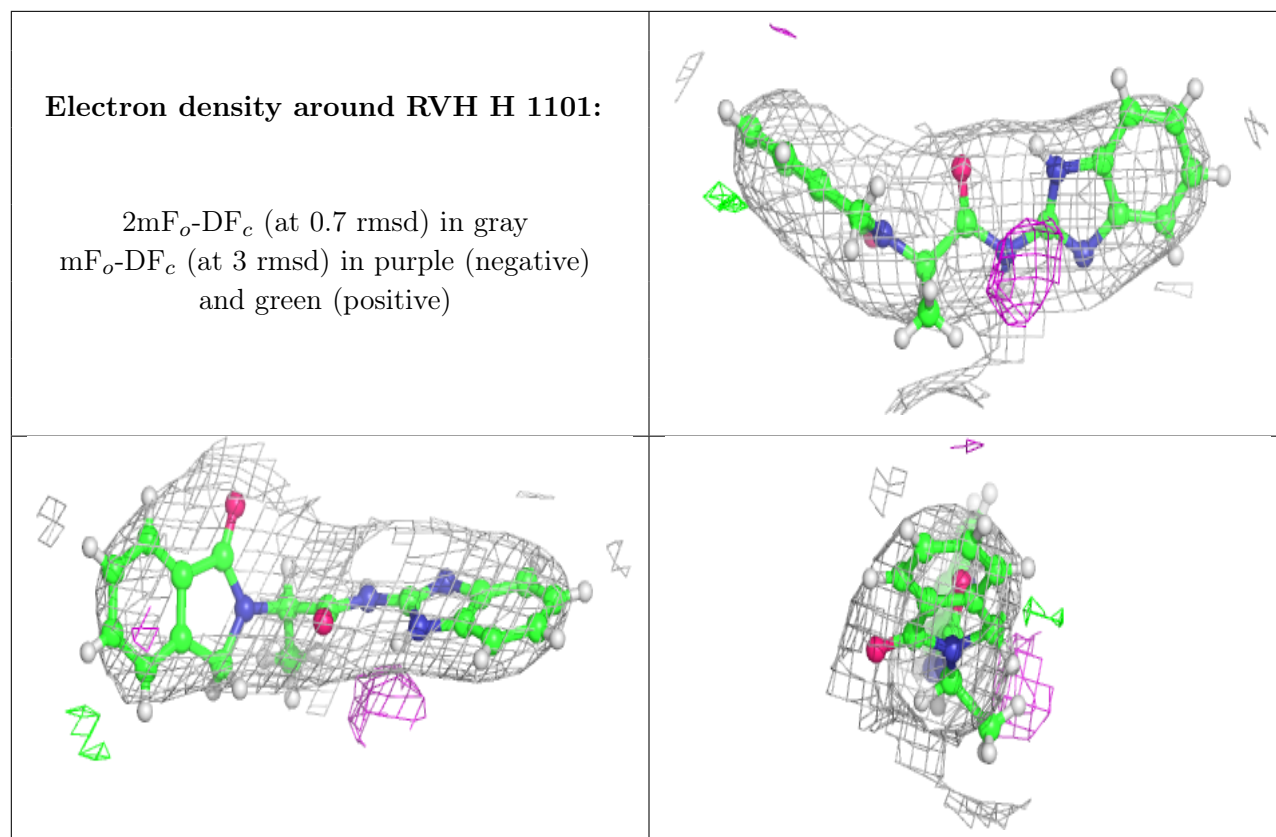 Electron density around RVH H 1101:
2mFo-DFc (at 0.7 rmsd) in gray
mFo-DFc (at 3 rmsd) in purple (negative)
and green (positive)